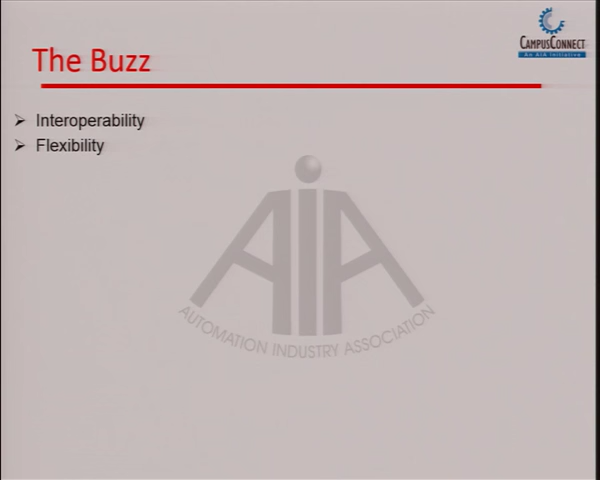 CAMPUSCONNECT
An AIA Initiative
The Buzz
Interoperability
Flexibility
AIA
AUTOMATION INDUSTRY ASSOCIATION